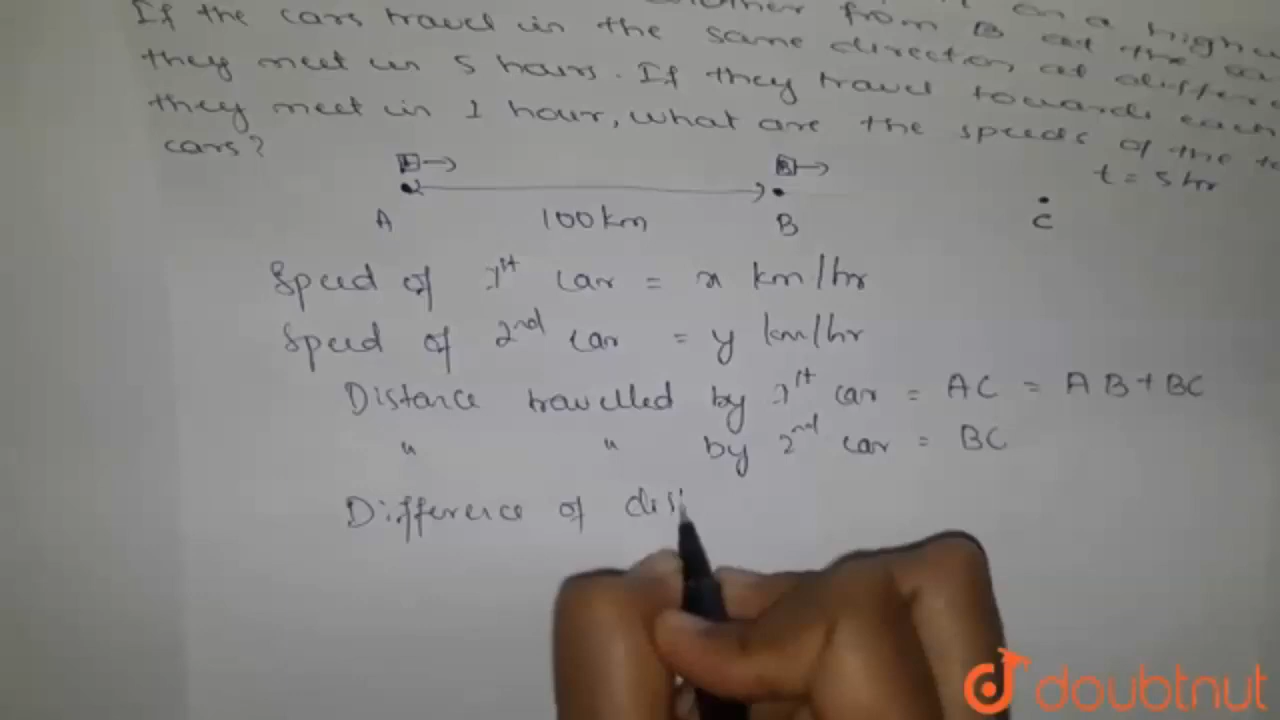 from B at the
If the cars travel in the same direction at
they meet in 5 hours. If they travel towards each
they meet in 1 hour, what are the speeds of the
cars?
t = 5 hr
A 100 km B C
Speed of 1st car = x km/hr
Speed of 2nd car = y km/hr
Distance travelled by 1st car = AC = AB + BC
" " by 2nd car = BC
Difference of dis
doubtnut